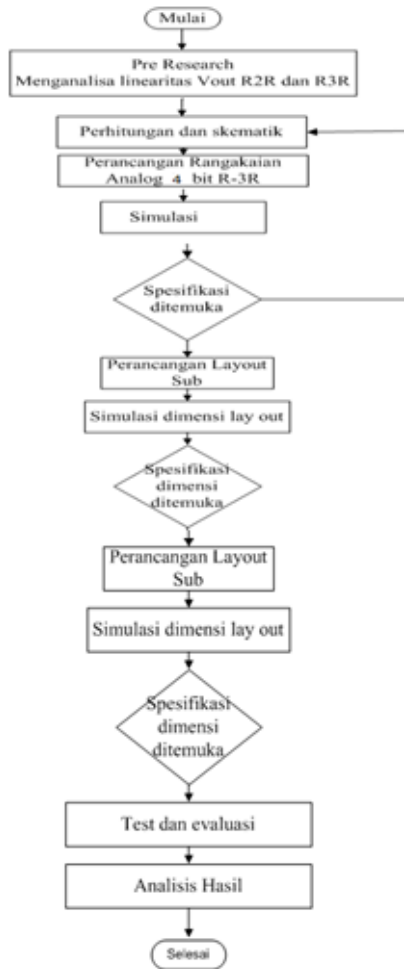 Mulai
Pre Research
Menganalisa linearitas Vout R2R dan R3R
Perhitungan dan skematik
Perancangan Rangakaian
Analog 4 bit R-3R
Simulasi
Spesifikasi
ditemuka
Perancangan Layout
Sub
Simulasi dimensi lay out
Spesifikasi
dimensi
ditemuka
Perancangan Layout
Sub
Simulasi dimensi lay out
Spesifikasi
dimensi
ditemuka
Test dan evaluasi
Analisis Hasil
Selesai